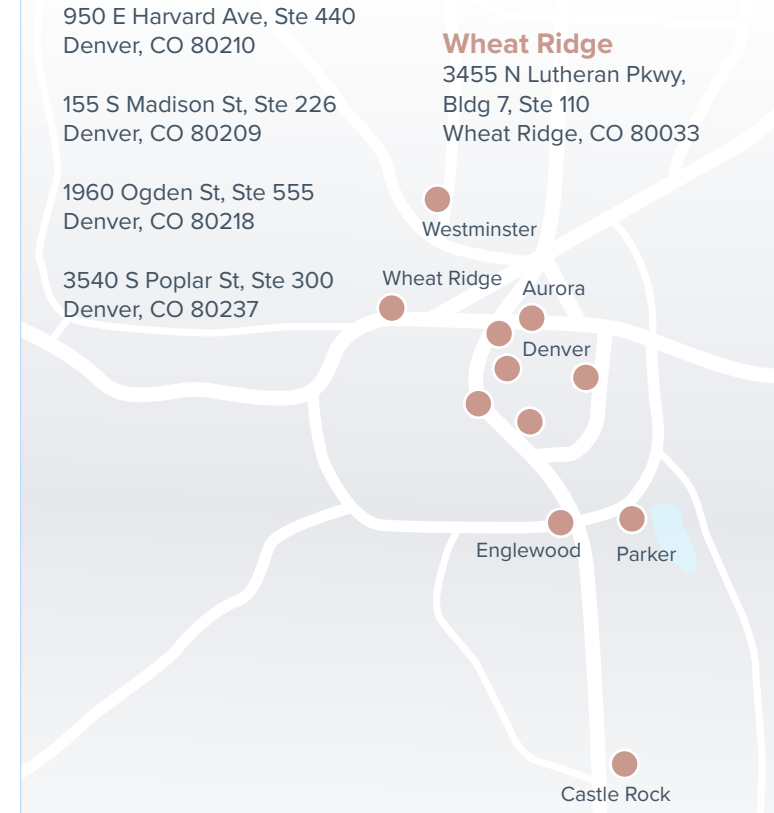 950 E Harvard Ave, Ste 440
Denver, CO 80210
155 S Madison St, Ste 226
Denver, CO 80209
1960 Ogden St, Ste 555
Denver, CO 80218
3540 S Poplar St, Ste 300
Denver, CO 80237
Wheat Ridge
3455 N Lutheran Pkwy,
Bldg 7, Ste 110
Wheat Ridge, CO 80033
Westminster
Wheat Ridge
Aurora
Denver
Englewood
Parker
Castle Rock